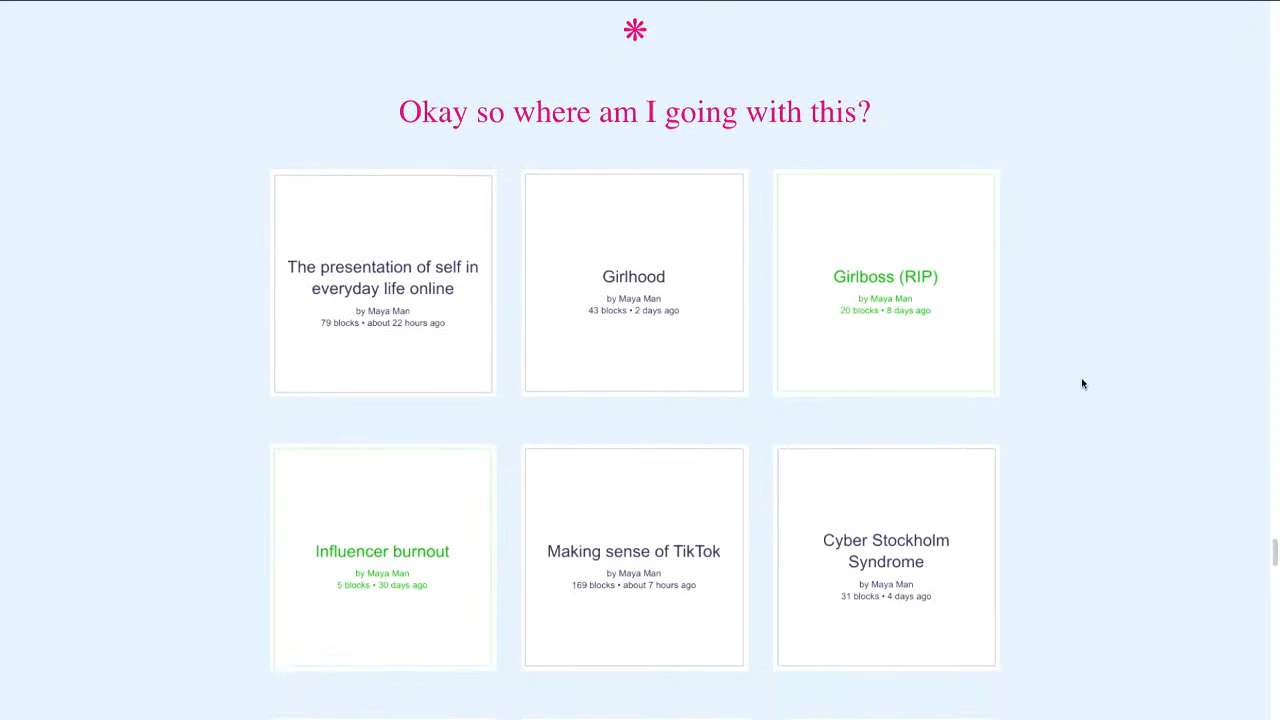 Okay so where am I going with this?
The presentation of self in
everyday life online
by Maya Man
79 blocks • about 22 hours ago
Girlhood
by Maya Man
43 blocks • 2 days ago
Girlboss (RIP)
by Maya Man
20 blocks • 8 days ago
Influencer burnout
by Maya Man
5 blocks • 30 days ago
Making sense of TikTok
by Maya Man
169 blocks • about 7 hours ago
Cyber Stockholm
Syndrome
by Maya Man
31 blocks • 4 days ago